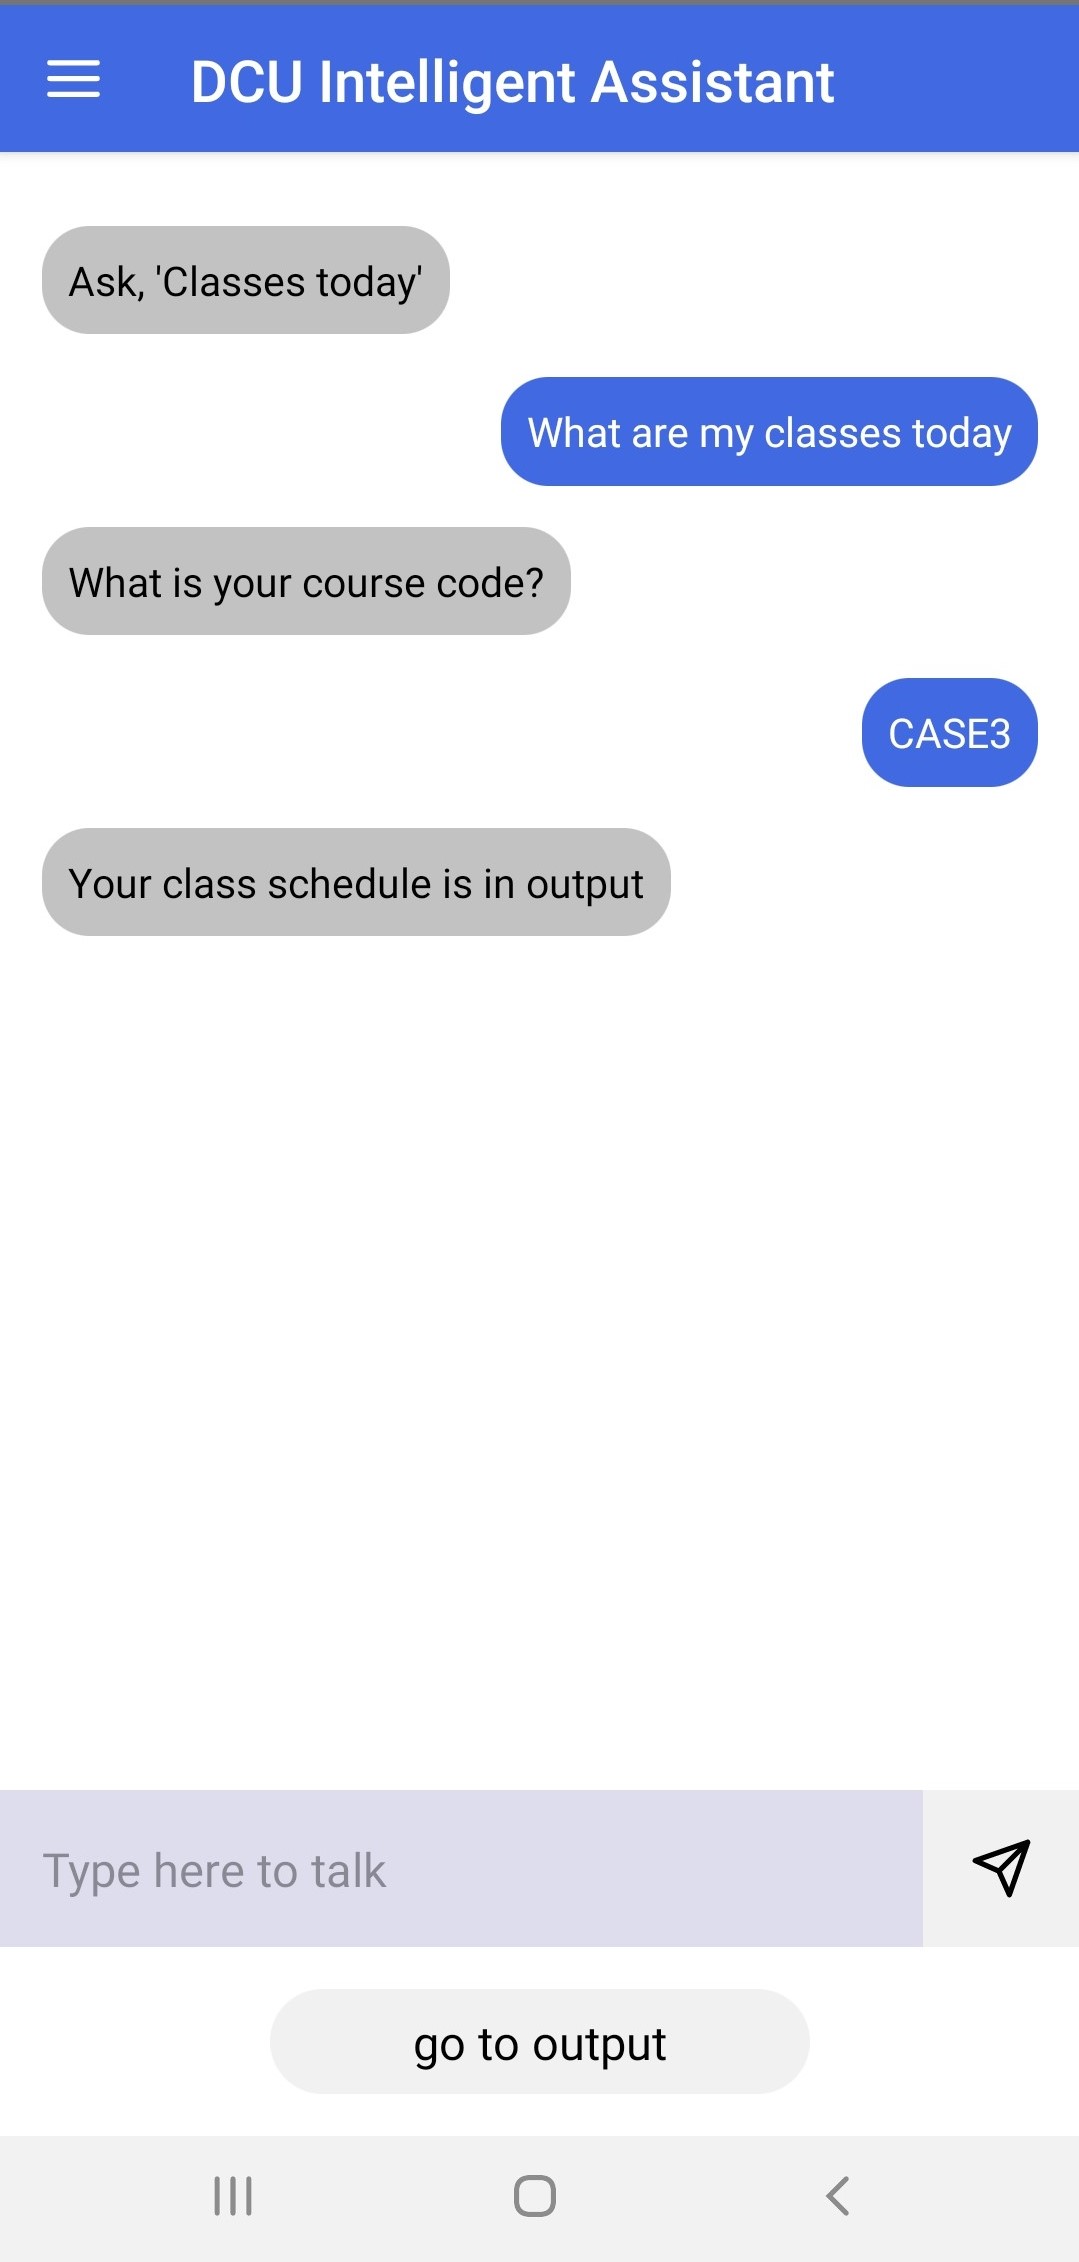 DCU Intelligent Assistant
Ask, 'Classes today'
What are my classes today
What is your course code?
CASE3
Your class schedule is in output
Type here to talk
go to output